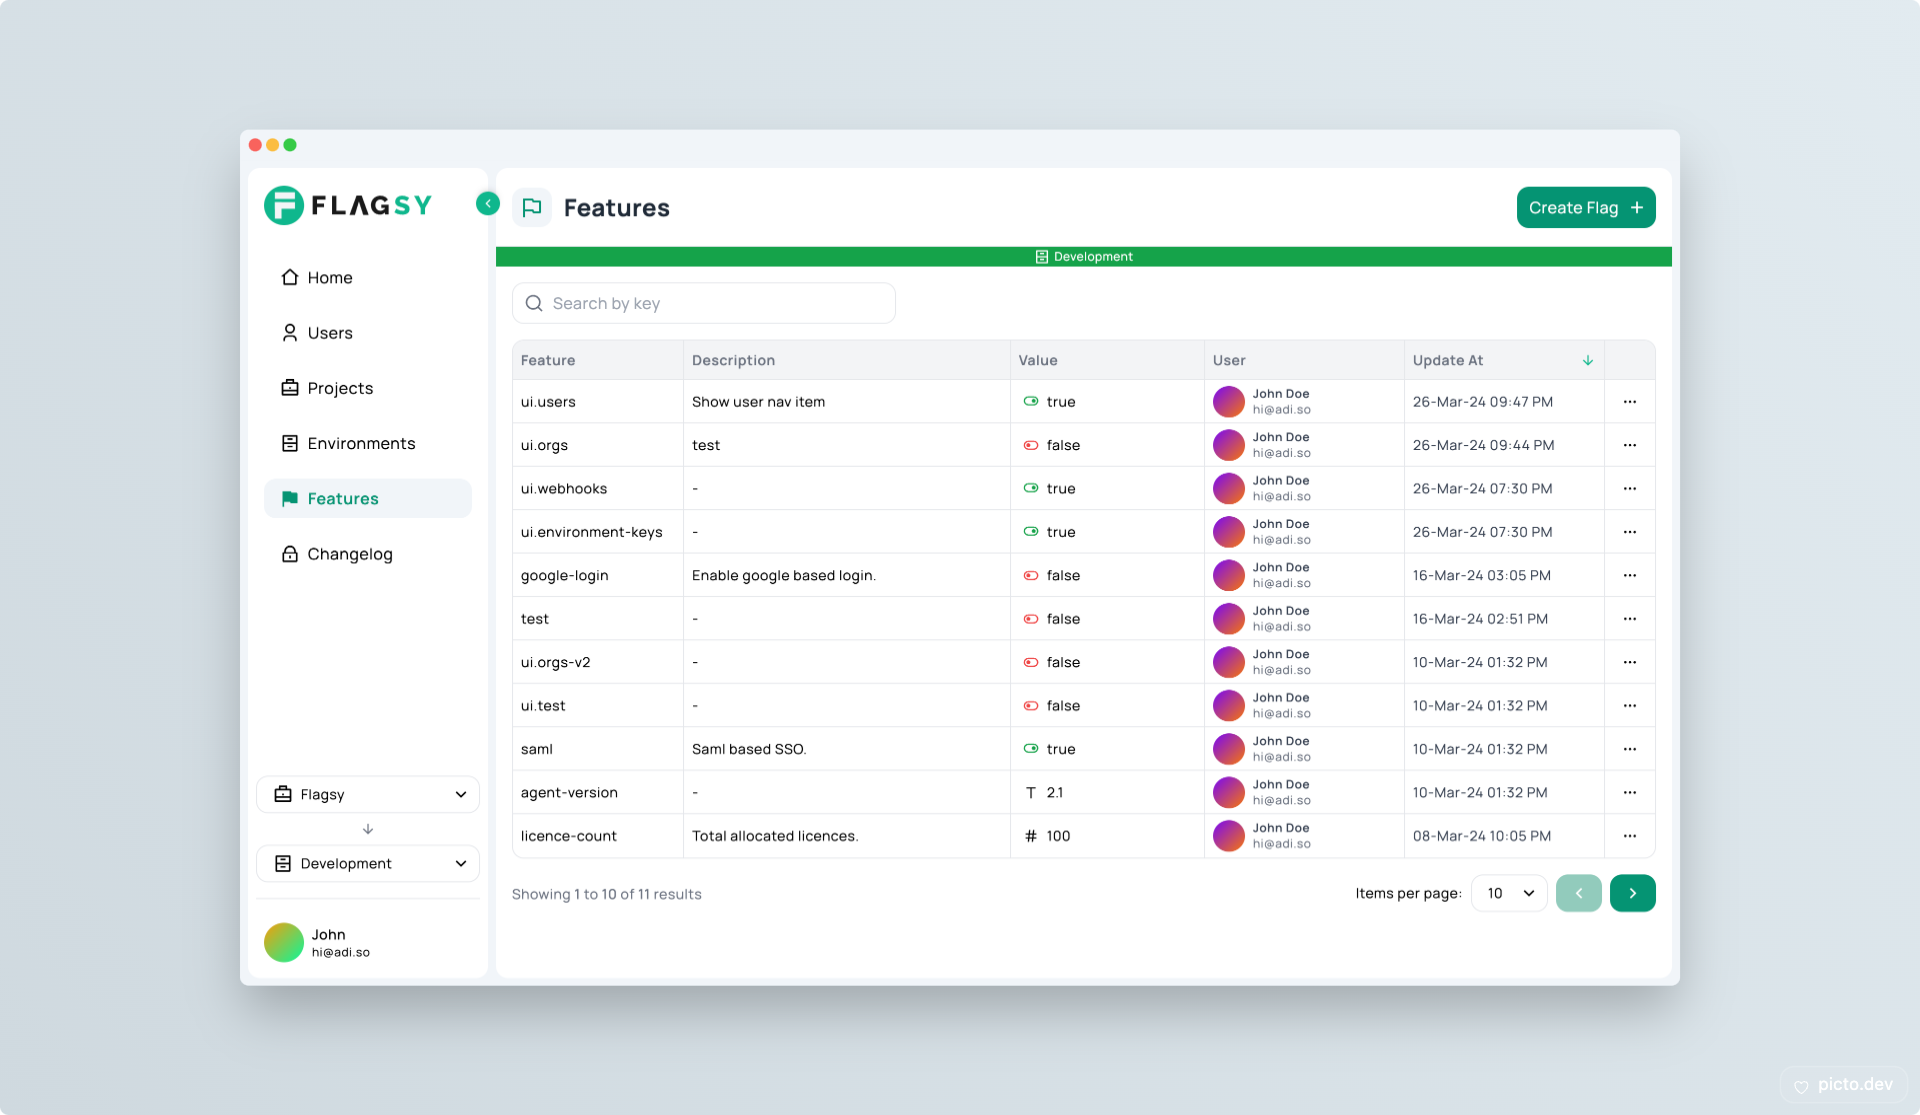 FLAGSY
Home
Users
Projects
Environments
Features
Changelog
Flagsy
Development
John
hi@adi.so
Features
Create Flag
Development
Search by key
Feature Description Value User Update At
ui.users Show user nav item true John Doe hi@adi.so 26-Mar-24 09:47 PM
ui.orgs test false John Doe hi@adi.so 26-Mar-24 09:44 PM
ui.webhooks - true John Doe hi@adi.so 26-Mar-24 07:30 PM
ui.environment-keys - true John Doe hi@adi.so 26-Mar-24 07:30 PM
google-login Enable google based login. false John Doe hi@adi.so 16-Mar-24 03:05 PM
test - false John Doe hi@adi.so 16-Mar-24 02:51 PM
ui.orgs-v2 - false John Doe hi@adi.so 10-Mar-24 01:32 PM
ui.test - false John Doe hi@adi.so 10-Mar-24 01:32 PM
saml Saml based SSO. true John Doe hi@adi.so 10-Mar-24 01:32 PM
agent-version - T 2.1 John Doe hi@adi.so 10-Mar-24 01:32 PM
licence-count Total allocated licences. # 100 John Doe hi@adi.so 08-Mar-24 10:05 PM
Showing 1 to 10 of 11 results
Items per page: 10
picto.dev